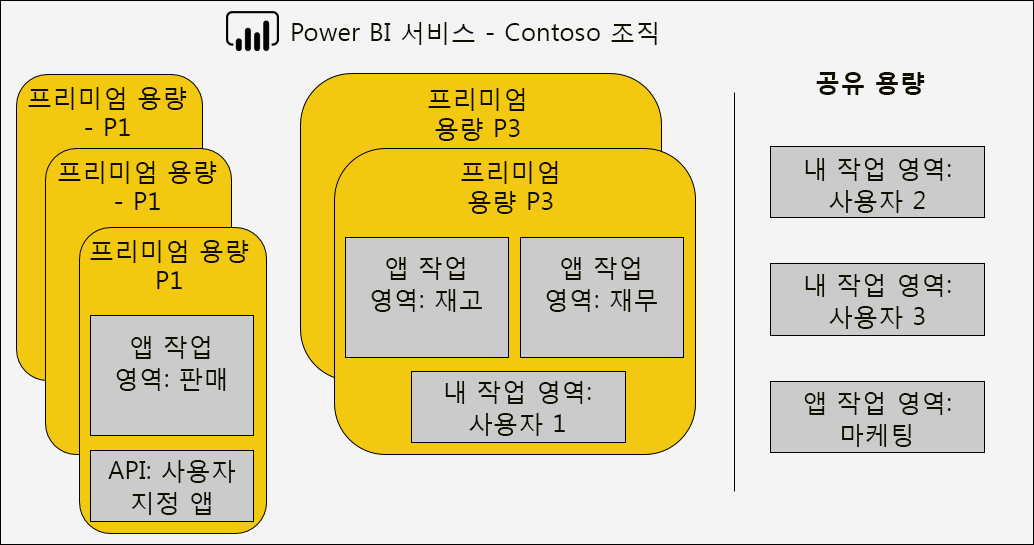 Power BI 서비스 - Contoso 조직
프리미엄 용량
- P1
프리미엄 용량
- P1
프리미엄 용량
P1
앱 작업
영역: 판매
API: 사용자
지정 앱
프리미엄
용량 P3
프리미엄
용량 P3
앱 작업
영역: 재고
앱 작업
영역: 재무
내 작업 영역:
사용자 1
공유 용량
내 작업 영역:
사용자 2
내 작업 영역:
사용자 3
앱 작업 영역:
마케팅